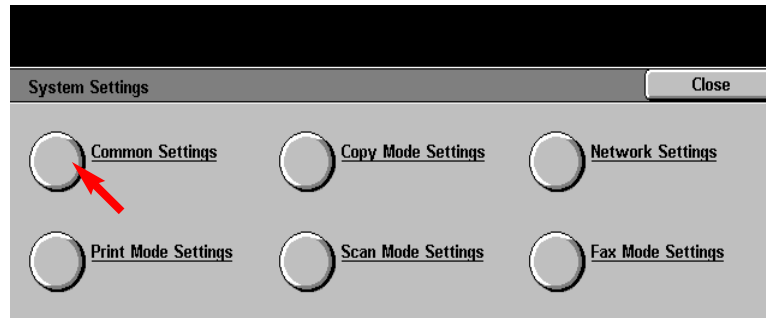 System Settings Close
Common Settings Copy Mode Settings Network Settings
Print Mode Settings Scan Mode Settings Fax Mode Settings